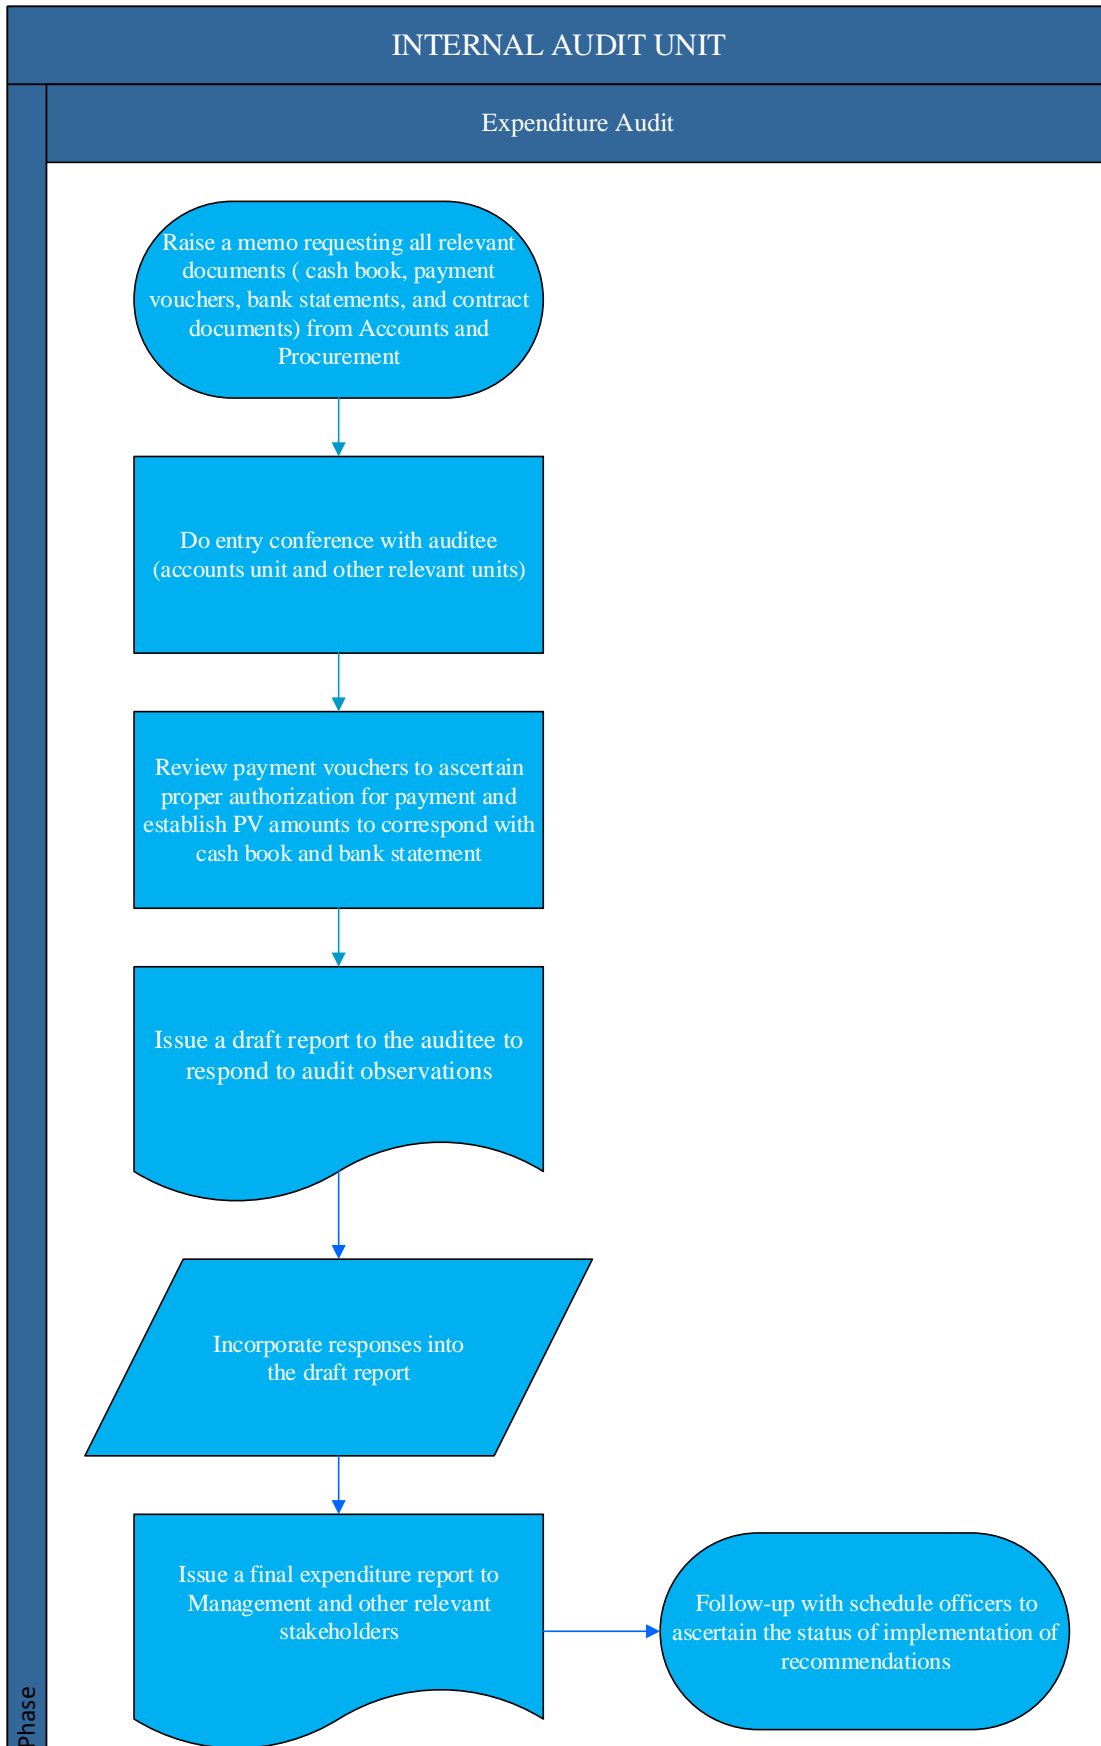 INTERNAL AUDIT UNIT
Expenditure Audit
Raise a memo requesting all relevant
documents ( cash book, payment
vouchers, bank statements, and contract
documents) from Accounts and
Procurement
Do entry conference with auditee
(accounts unit and other relevant units)
Review payment vouchers to ascertain
proper authorization for payment and
establish PV amounts to correspond with
cash book and bank statement
Issue a draft report to the auditee to
respond to audit observations
Incorporate responses into
the draft report
Issue a final expenditure report to
Management and other relevant
stakeholders
Follow-up with schedule officers to
ascertain the status of implementation of
recommendations
Phase